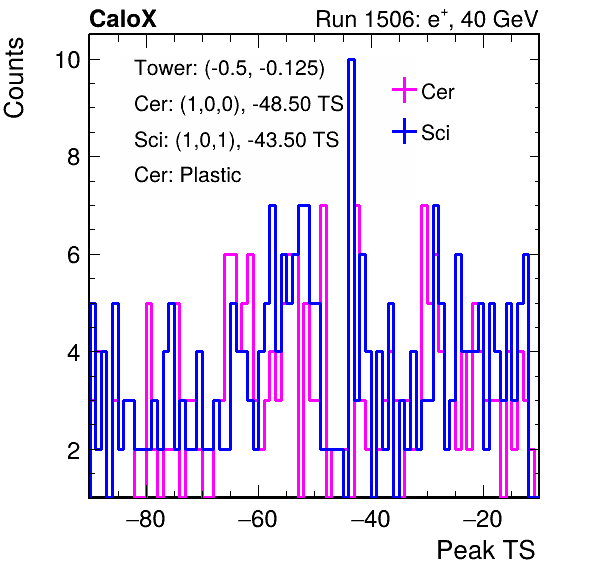 CaloX Run 1506: e⁺, 40 GeV
Counts
10
8
6
4
2
Tower: (-0.5, -0.125)
Cer: (1,0,0), -48.50 TS
Sci: (1,0,1), -43.50 TS
Cer: Plastic
Cer
Sci
−80 −60 −40 −20
Peak TS